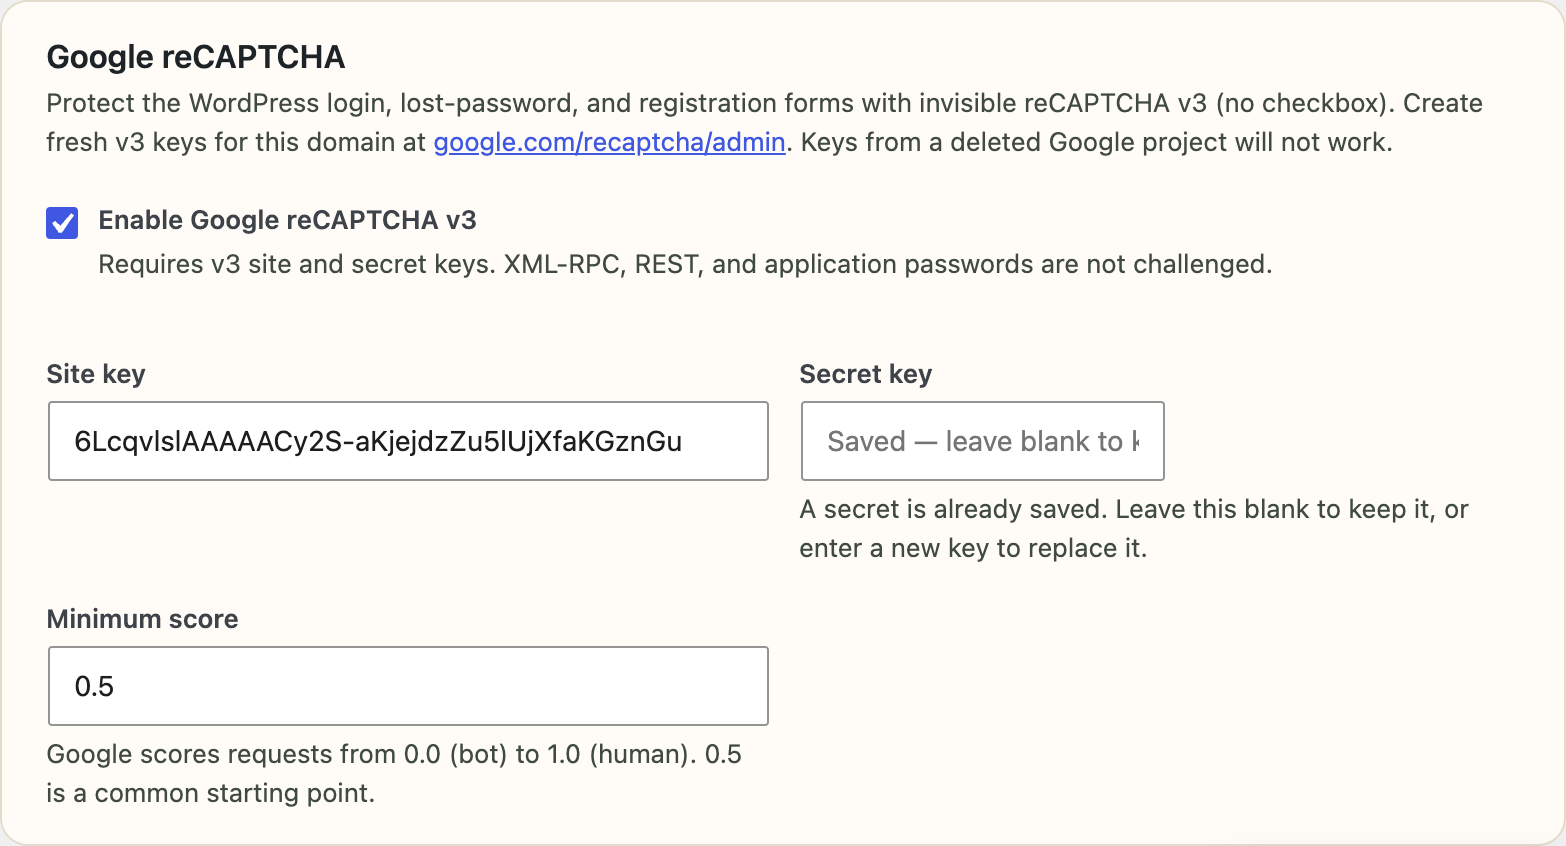 Google reCAPTCHA
Protect the WordPress login, lost-password, and registration forms with invisible reCAPTCHA v3 (no checkbox). Create
fresh v3 keys for this domain at google.com/recaptcha/admin. Keys from a deleted Google project will not work.
Enable Google reCAPTCHA v3
Requires v3 site and secret keys. XML-RPC, REST, and application passwords are not challenged.
Site key
6LcqvlslAAAAACy2S-aKjejdzZu5lUjXfaKGznGu
Secret key
Saved — leave blank to k
A secret is already saved. Leave this blank to keep it, or
enter a new key to replace it.
Minimum score
0.5
Google scores requests from 0.0 (bot) to 1.0 (human). 0.5
is a common starting point.